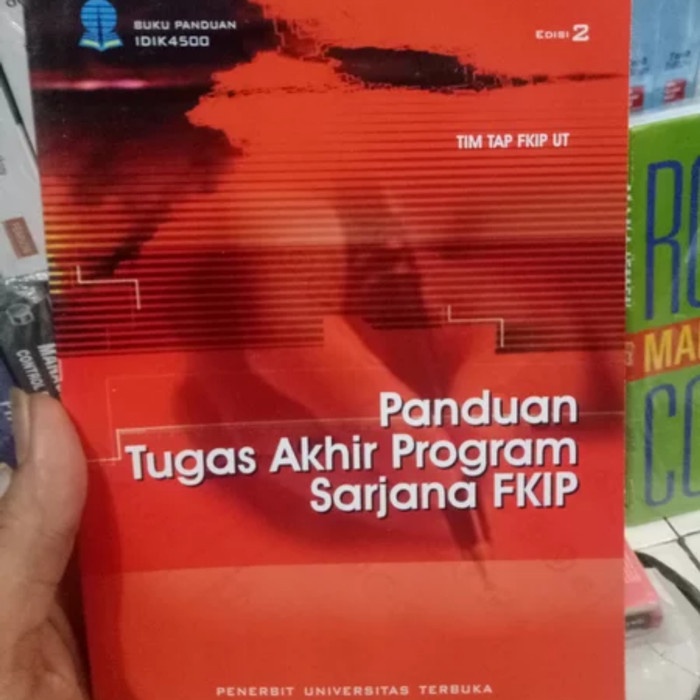 BUKU PANDUAN
IDIK4500
EDISI 2
TIM TAP FKIP UT
Panduan
Tugas Akhir Program
Sarjana FKIP
PENERBIT UNIVERSITAS TERBUKA